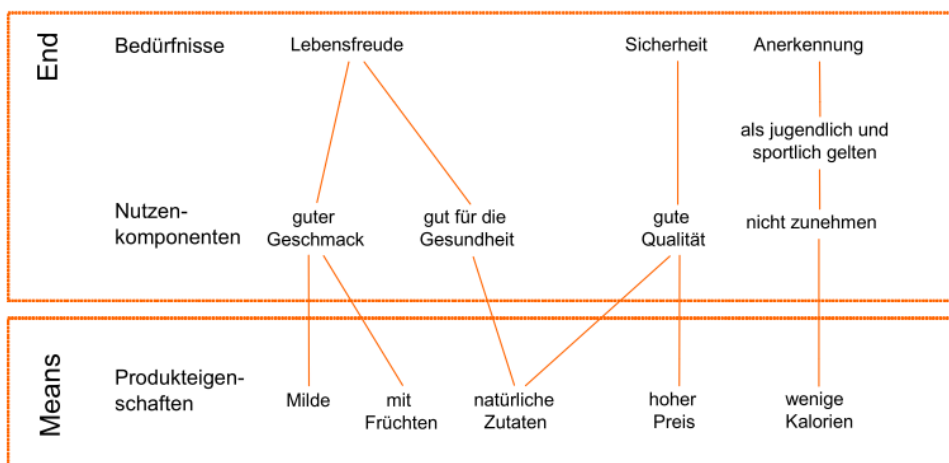 End
Bedürfnisse
Lebensfreude
Sicherheit
Anerkennung
als jugendlich und
sportlich gelten
Nutzen-
komponenten
guter
Geschmack
gut für die
Gesundheit
gute
Qualität
nicht zunehmen
Means
Produkteigen-
schaften
Milde
mit
Früchten
natürliche
Zutaten
hoher
Preis
wenige
Kalorien